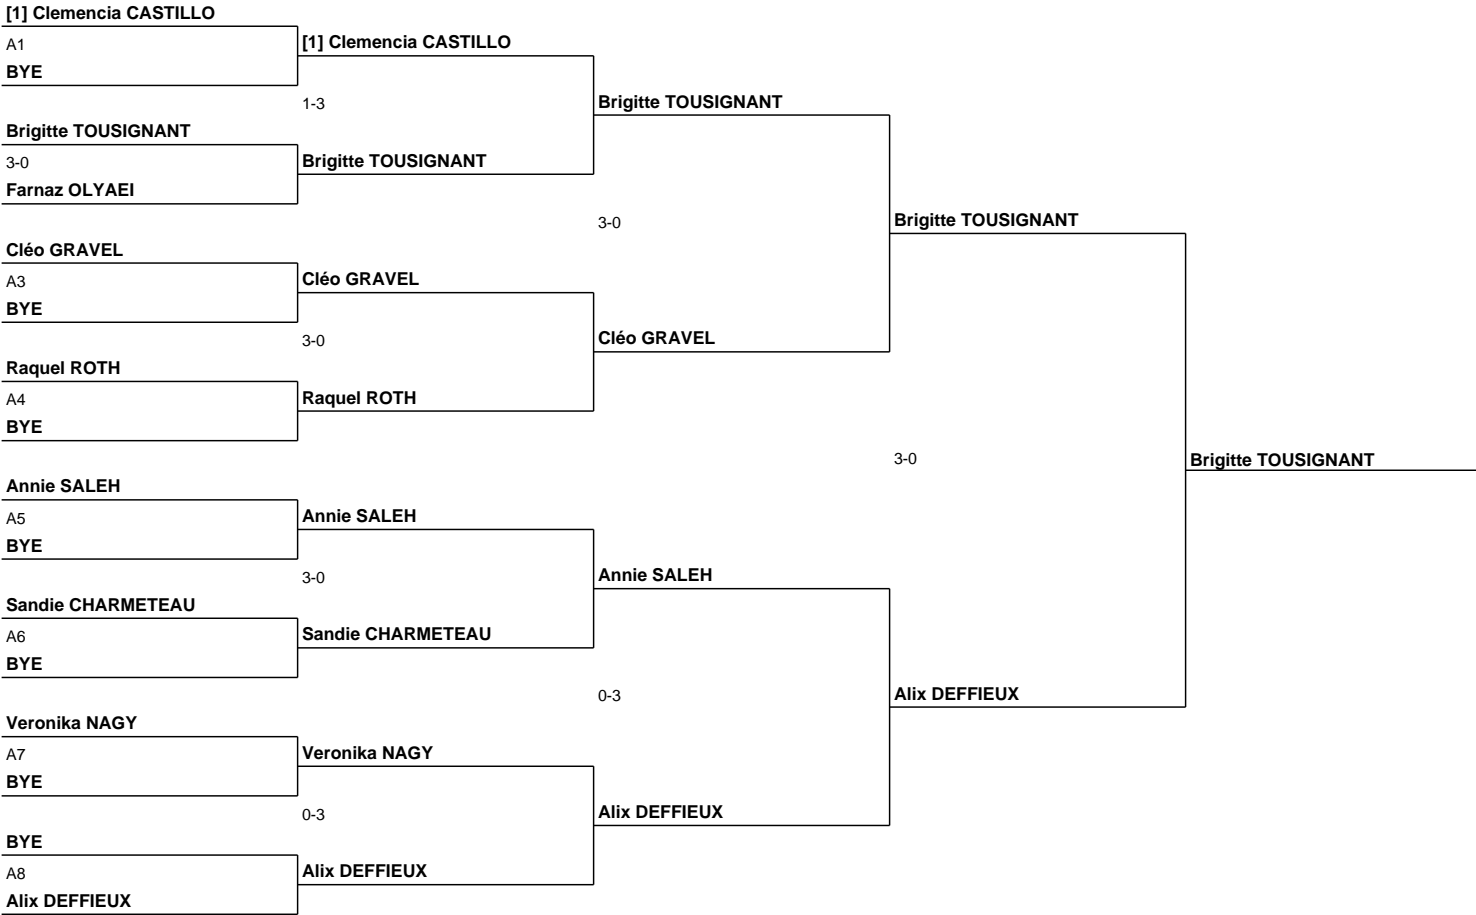 [1] Clemencia CASTILLO
A1
BYE
[1] Clemencia CASTILLO
1-3
Brigitte TOUSIGNANT
Brigitte TOUSIGNANT
3-0
Farnaz OLYAEI
Brigitte TOUSIGNANT
3-0
Brigitte TOUSIGNANT
Cléo GRAVEL
A3
BYE
Cléo GRAVEL
3-0
Cléo GRAVEL
Raquel ROTH
A4
BYE
Raquel ROTH
3-0
Brigitte TOUSIGNANT
Annie SALEH
A5
BYE
Annie SALEH
3-0
Annie SALEH
Sandie CHARMETEAU
A6
BYE
Sandie CHARMETEAU
0-3
Alix DEFFIEUX
Veronika NAGY
A7
BYE
Veronika NAGY
0-3
Alix DEFFIEUX
BYE
A8
Alix DEFFIEUX
Alix DEFFIEUX